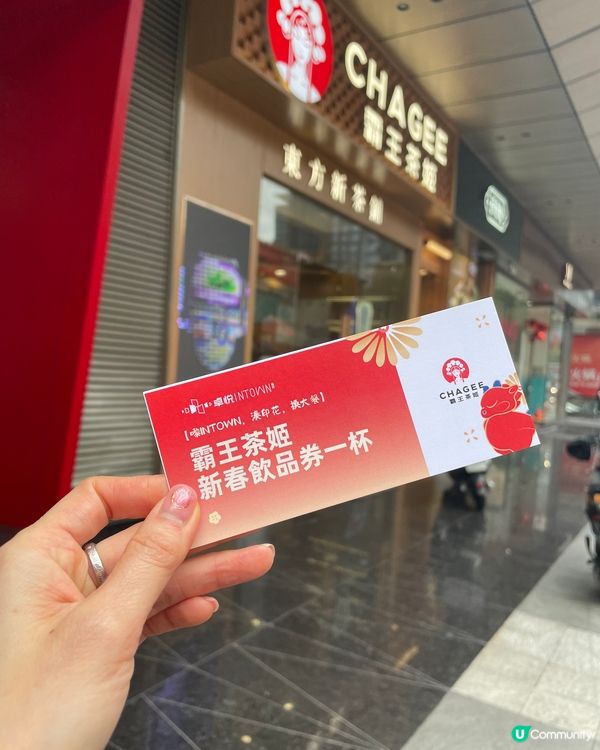 CHAGEE
霸王茶姬
東方新茶鋪
卓悅INTOWN
【嚟INTOWN，湊印花，換大餐】
霸王茶姬
新春飲品券一杯
CHAGEE
霸王茶姬
U Community